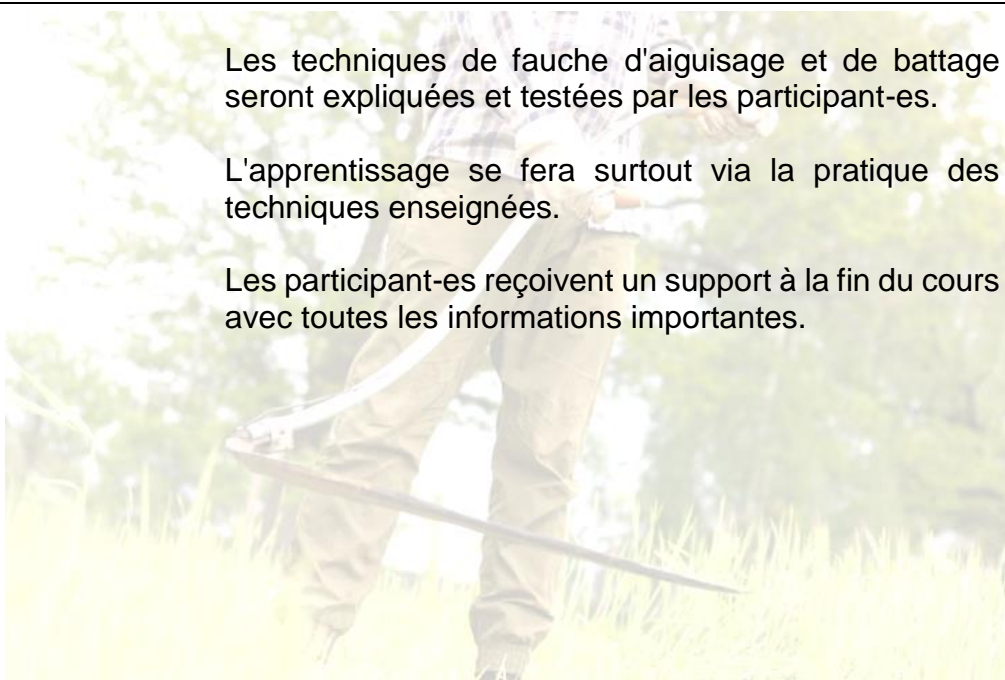 Les techniques de fauche d'aiguisage et de battage
seront expliquées et testées par les participant-es.
L'apprentissage se fera surtout via la pratique des
techniques enseignées.
Les participant-es reçoivent un support à la fin du cours
avec toutes les informations importantes.